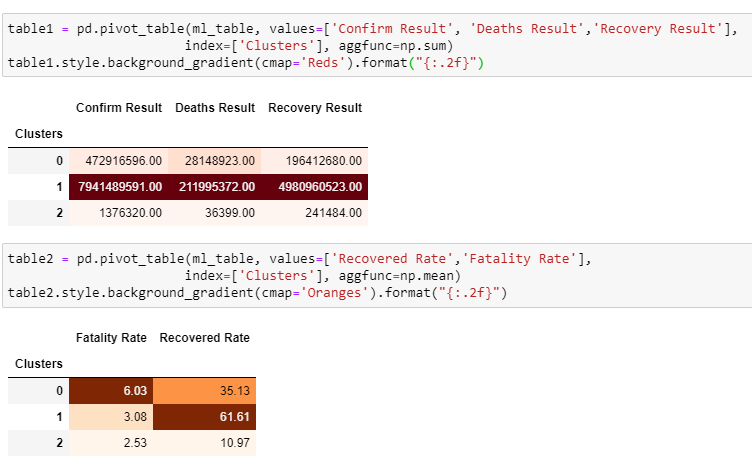 table1 = pd.pivot_table(ml_table, values=['Confirm Result', 'Deaths Result','Recovery Result'],
index=['Clusters'], aggfunc=np.sum)
table1.style.background_gradient(cmap='Reds').format("{:.2f}")
Confirm Result Deaths Result Recovery Result
Clusters
0 472916596.00 28148923.00 196412680.00
1 7941489591.00 211995372.00 4980960523.00
2 1376320.00 36399.00 241484.00
table2 = pd.pivot_table(ml_table, values=['Recovered Rate','Fatality Rate'],
index=['Clusters'], aggfunc=np.mean)
table2.style.background_gradient(cmap='Oranges').format("{:.2f}")
Fatality Rate Recovered Rate
Clusters
0 6.03 35.13
1 3.08 61.61
2 2.53 10.97